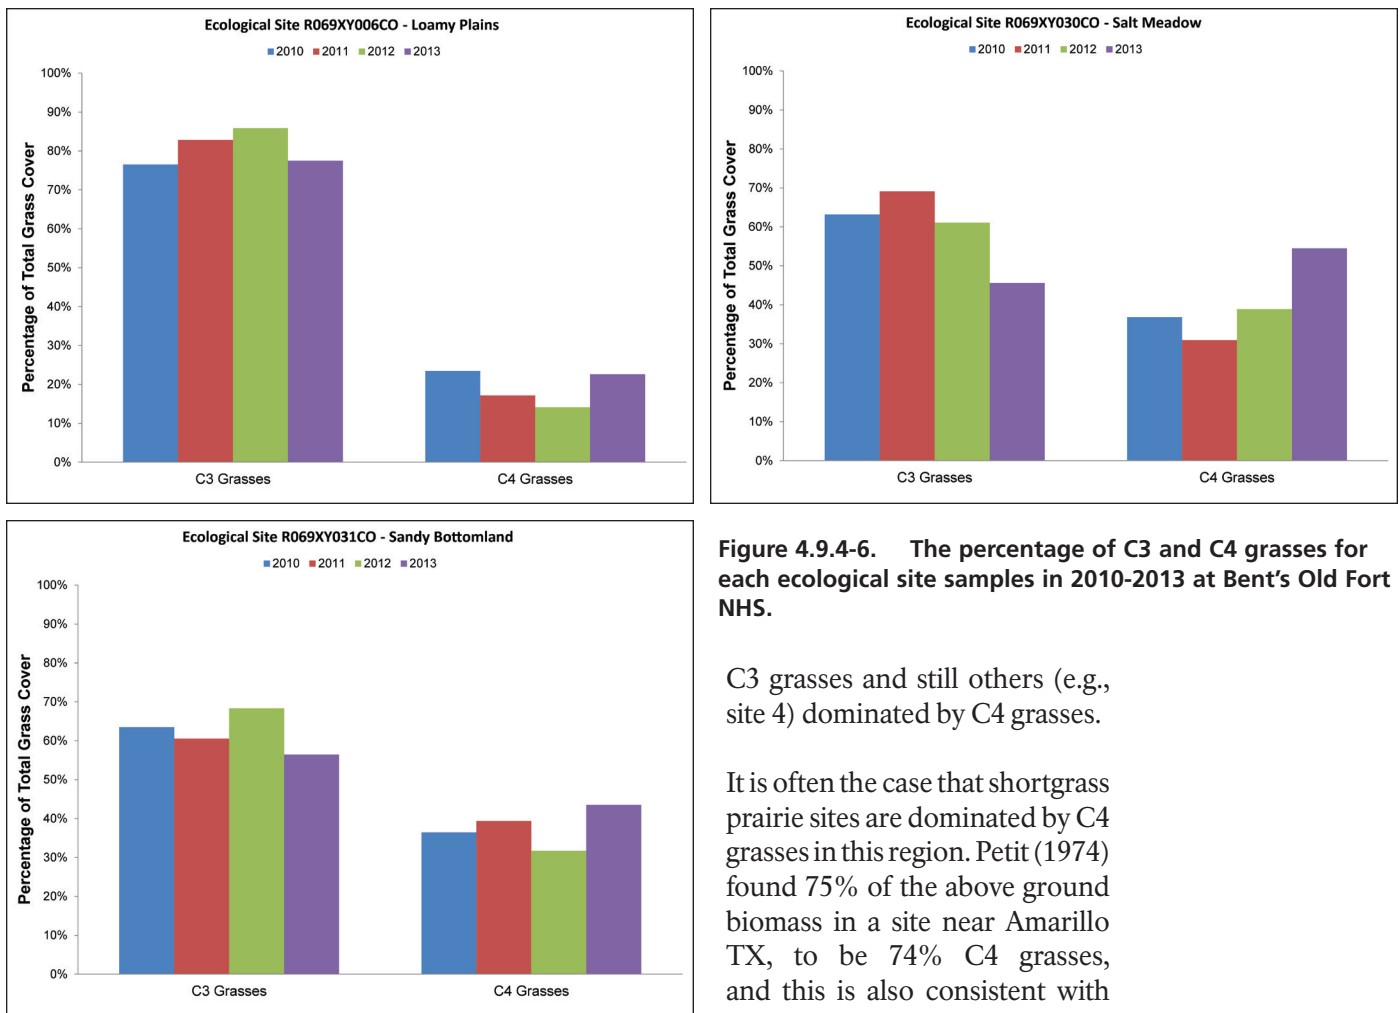 Ecological Site R069XY006CO - Loamy Plains
2010 2011 2012 2013
Percentage of Total Grass Cover
100%
90%
80%
70%
60%
50%
40%
30%
20%
10%
0%
C3 Grasses C4 Grasses
Ecological Site R069XY030CO - Salt Meadow
2010 2011 2012 2013
Percentage of Total Grass Cover
100%
90%
80%
70%
60%
50%
40%
30%
20%
10%
0%
C3 Grasses C4 Grasses
Ecological Site R069XY031CO - Sandy Bottomland
2010 2011 2012 2013
Percentage of Total Grass Cover
100%
90%
80%
70%
60%
50%
40%
30%
20%
10%
0%
C3 Grasses C4 Grasses
Figure 4.9.4-6. The percentage of C3 and C4 grasses for
each ecological site samples in 2010-2013 at Bent's Old Fort
NHS.
C3 grasses and still others (e.g.,
site 4) dominated by C4 grasses.
It is often the case that shortgrass
prairie sites are dominated by C4
grasses in this region. Petit (1974)
found 75% of the above ground
biomass in a site near Amarillo
TX, to be 74% C4 grasses,
and this is also consistent with